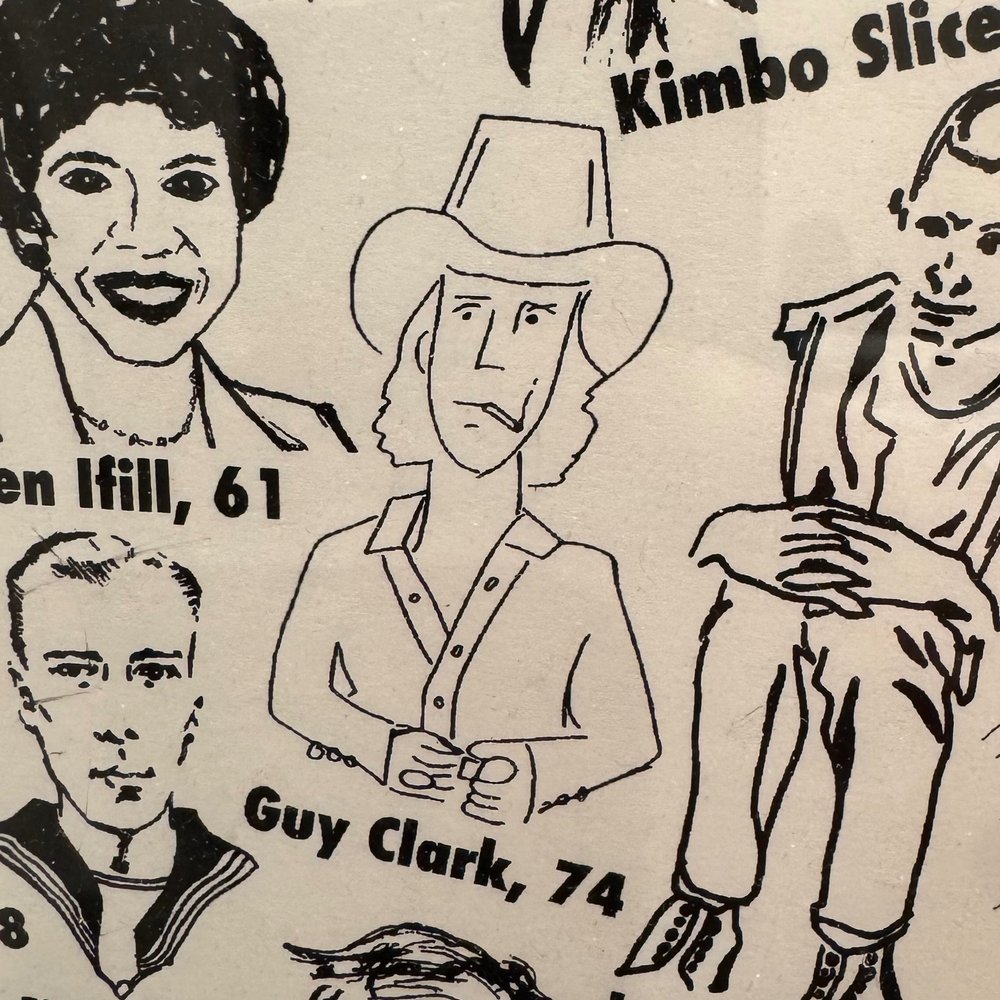 Kimbo Slice
en Ifill, 61
Guy Clark, 74
8